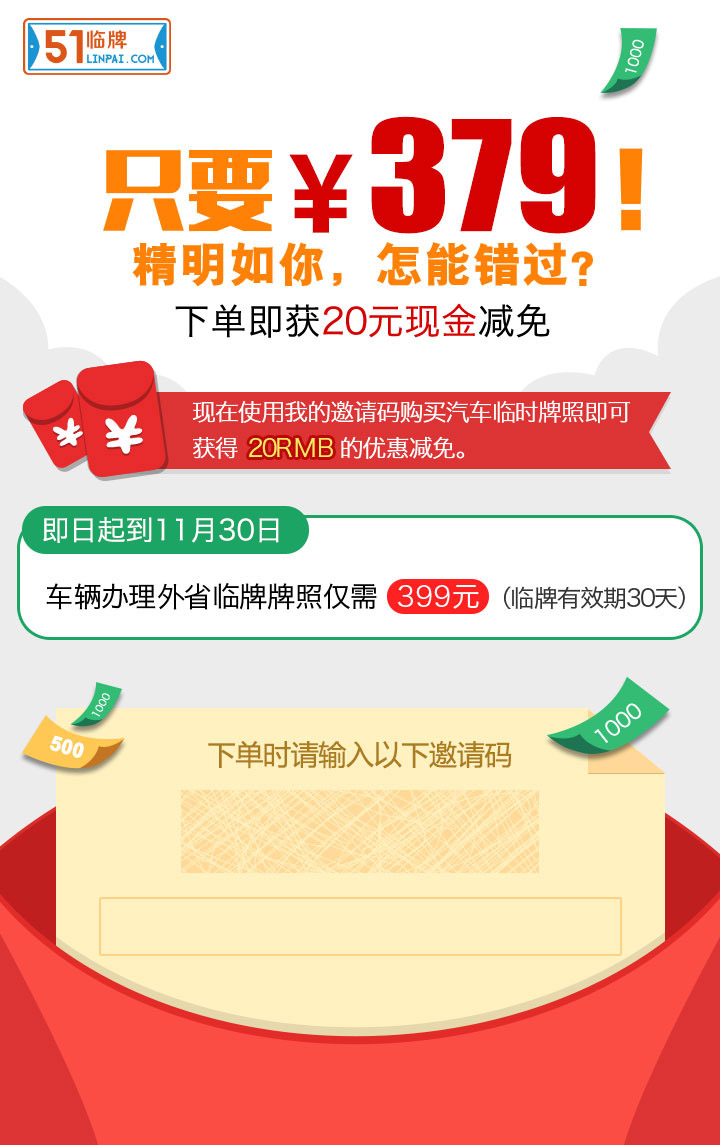 51临牌
LINPAI.COM
1000
只要¥379!
精明如你，怎能错过?
下单即获20元现金减免
现在使用我的邀请码购买汽车临时牌照即可
获得 20RMB 的优惠减免。
即日起到11月30日
车辆办理外省临牌牌照仅需 399元（临牌有效期30天）
1000
500
1000
下单时请输入以下邀请码